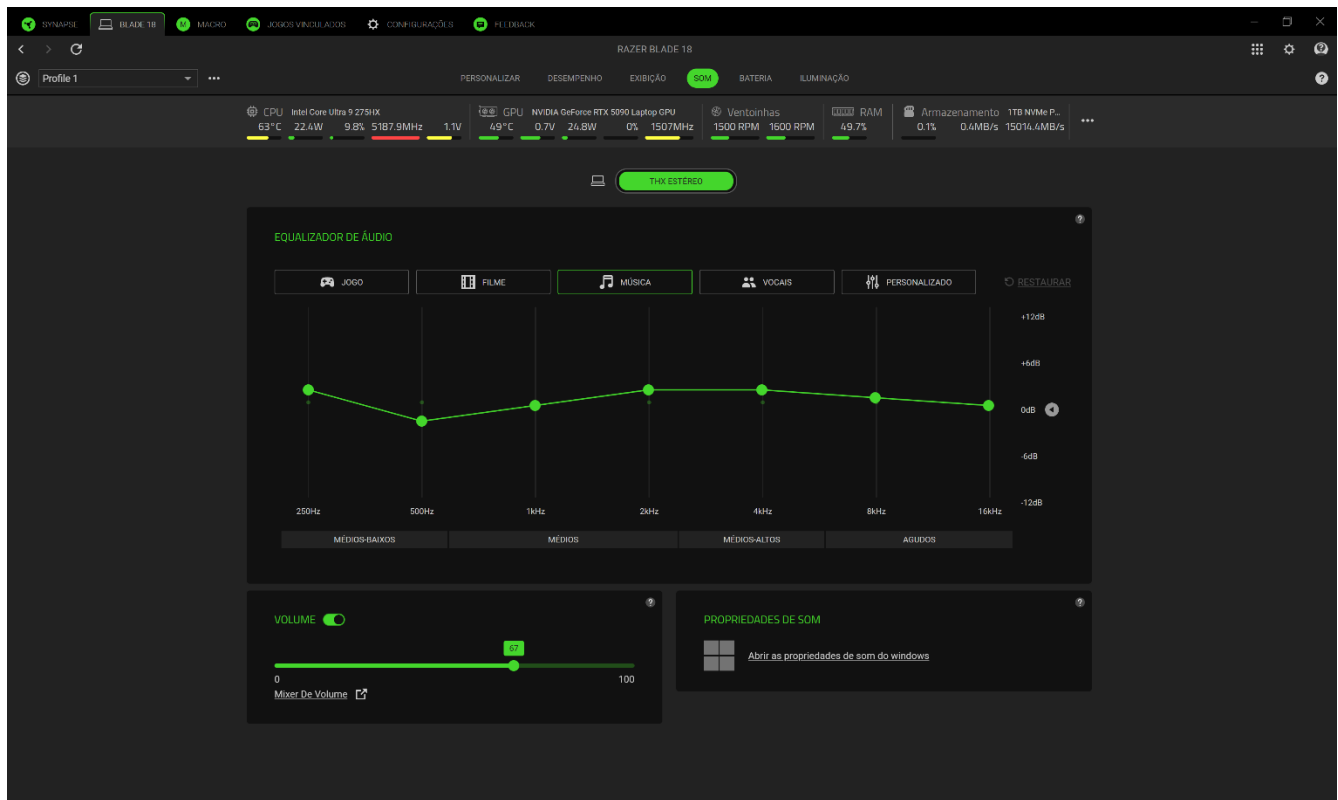 SYNAPSE BLADE 18 MACRO JOGOS VINCULADOS CONFIGURAÇÕES FEEDBACK
RAZER BLADE 18
Profile 1
PERSONALIZAR DESEMPENHO EXIBIÇÃO SOM BATERIA ILUMINAÇÃO
CPU Intel Core Ultra 9 275HX
63°C 22.4W 9.8% 5187.9MHz 1.1V
GPU NVIDIA GeForce RTX 5090 Laptop GPU
49°C 0.7V 24.8W 0% 1507MHz
Ventoinhas
1500 RPM 1600 RPM
RAM
49.7%
Armazenamento 1TB NVMe P...
0.1% 0.4MB/s 15014.4MB/s
THX ESTÉREO
EQUALIZADOR DE ÁUDIO
JOGO FILME MÚSICA VOCAIS PERSONALIZADO RESTAURAR
+12dB
+6dB
0dB
-6dB
-12dB
250Hz 500Hz 1kHz 2kHz 4kHz 8kHz 16kHz
MÉDIOS-BAIXOS MÉDIOS MÉDIOS-ALTOS AGUDOS
VOLUME
67
0 100
Mixer De Volume
PROPRIEDADES DE SOM
Abrir as propriedades de som do windows